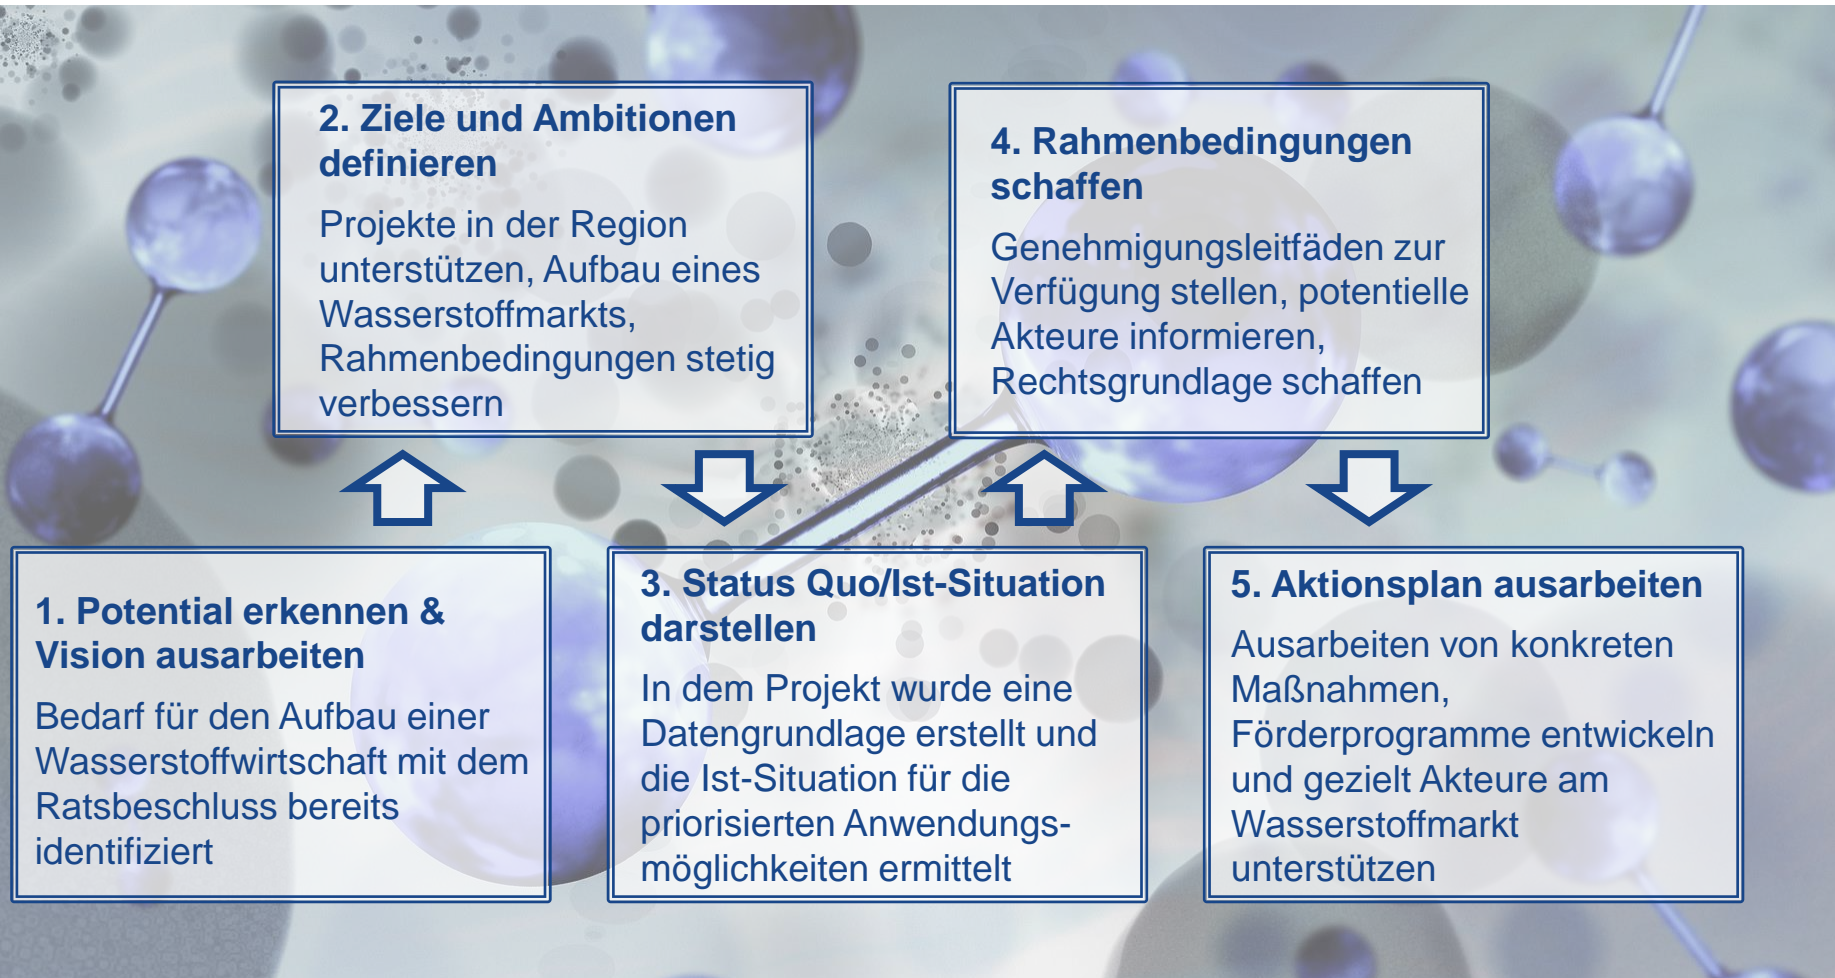 1. Potential erkennen &
Vision ausarbeiten
Bedarf für den Aufbau einer
Wasserstoffwirtschaft mit dem
Ratsbeschluss bereits
identifiziert
2. Ziele und Ambitionen
definieren
Projekte in der Region
unterstützen, Aufbau eines
Wasserstoffmarkts,
Rahmenbedingungen stetig
verbessern
3. Status Quo/Ist-Situation
darstellen
In dem Projekt wurde eine
Datengrundlage erstellt und
die Ist-Situation für die
priorisierten Anwendungs-
möglichkeiten ermittelt
4. Rahmenbedingungen
schaffen
Genehmigungsleitfäden zur
Verfügung stellen, potentielle
Akteure informieren,
Rechtsgrundlage schaffen
5. Aktionsplan ausarbeiten
Ausarbeiten von konkreten
Maßnahmen,
Förderprogramme entwickeln
und gezielt Akteure am
Wasserstoffmarkt
unterstützen